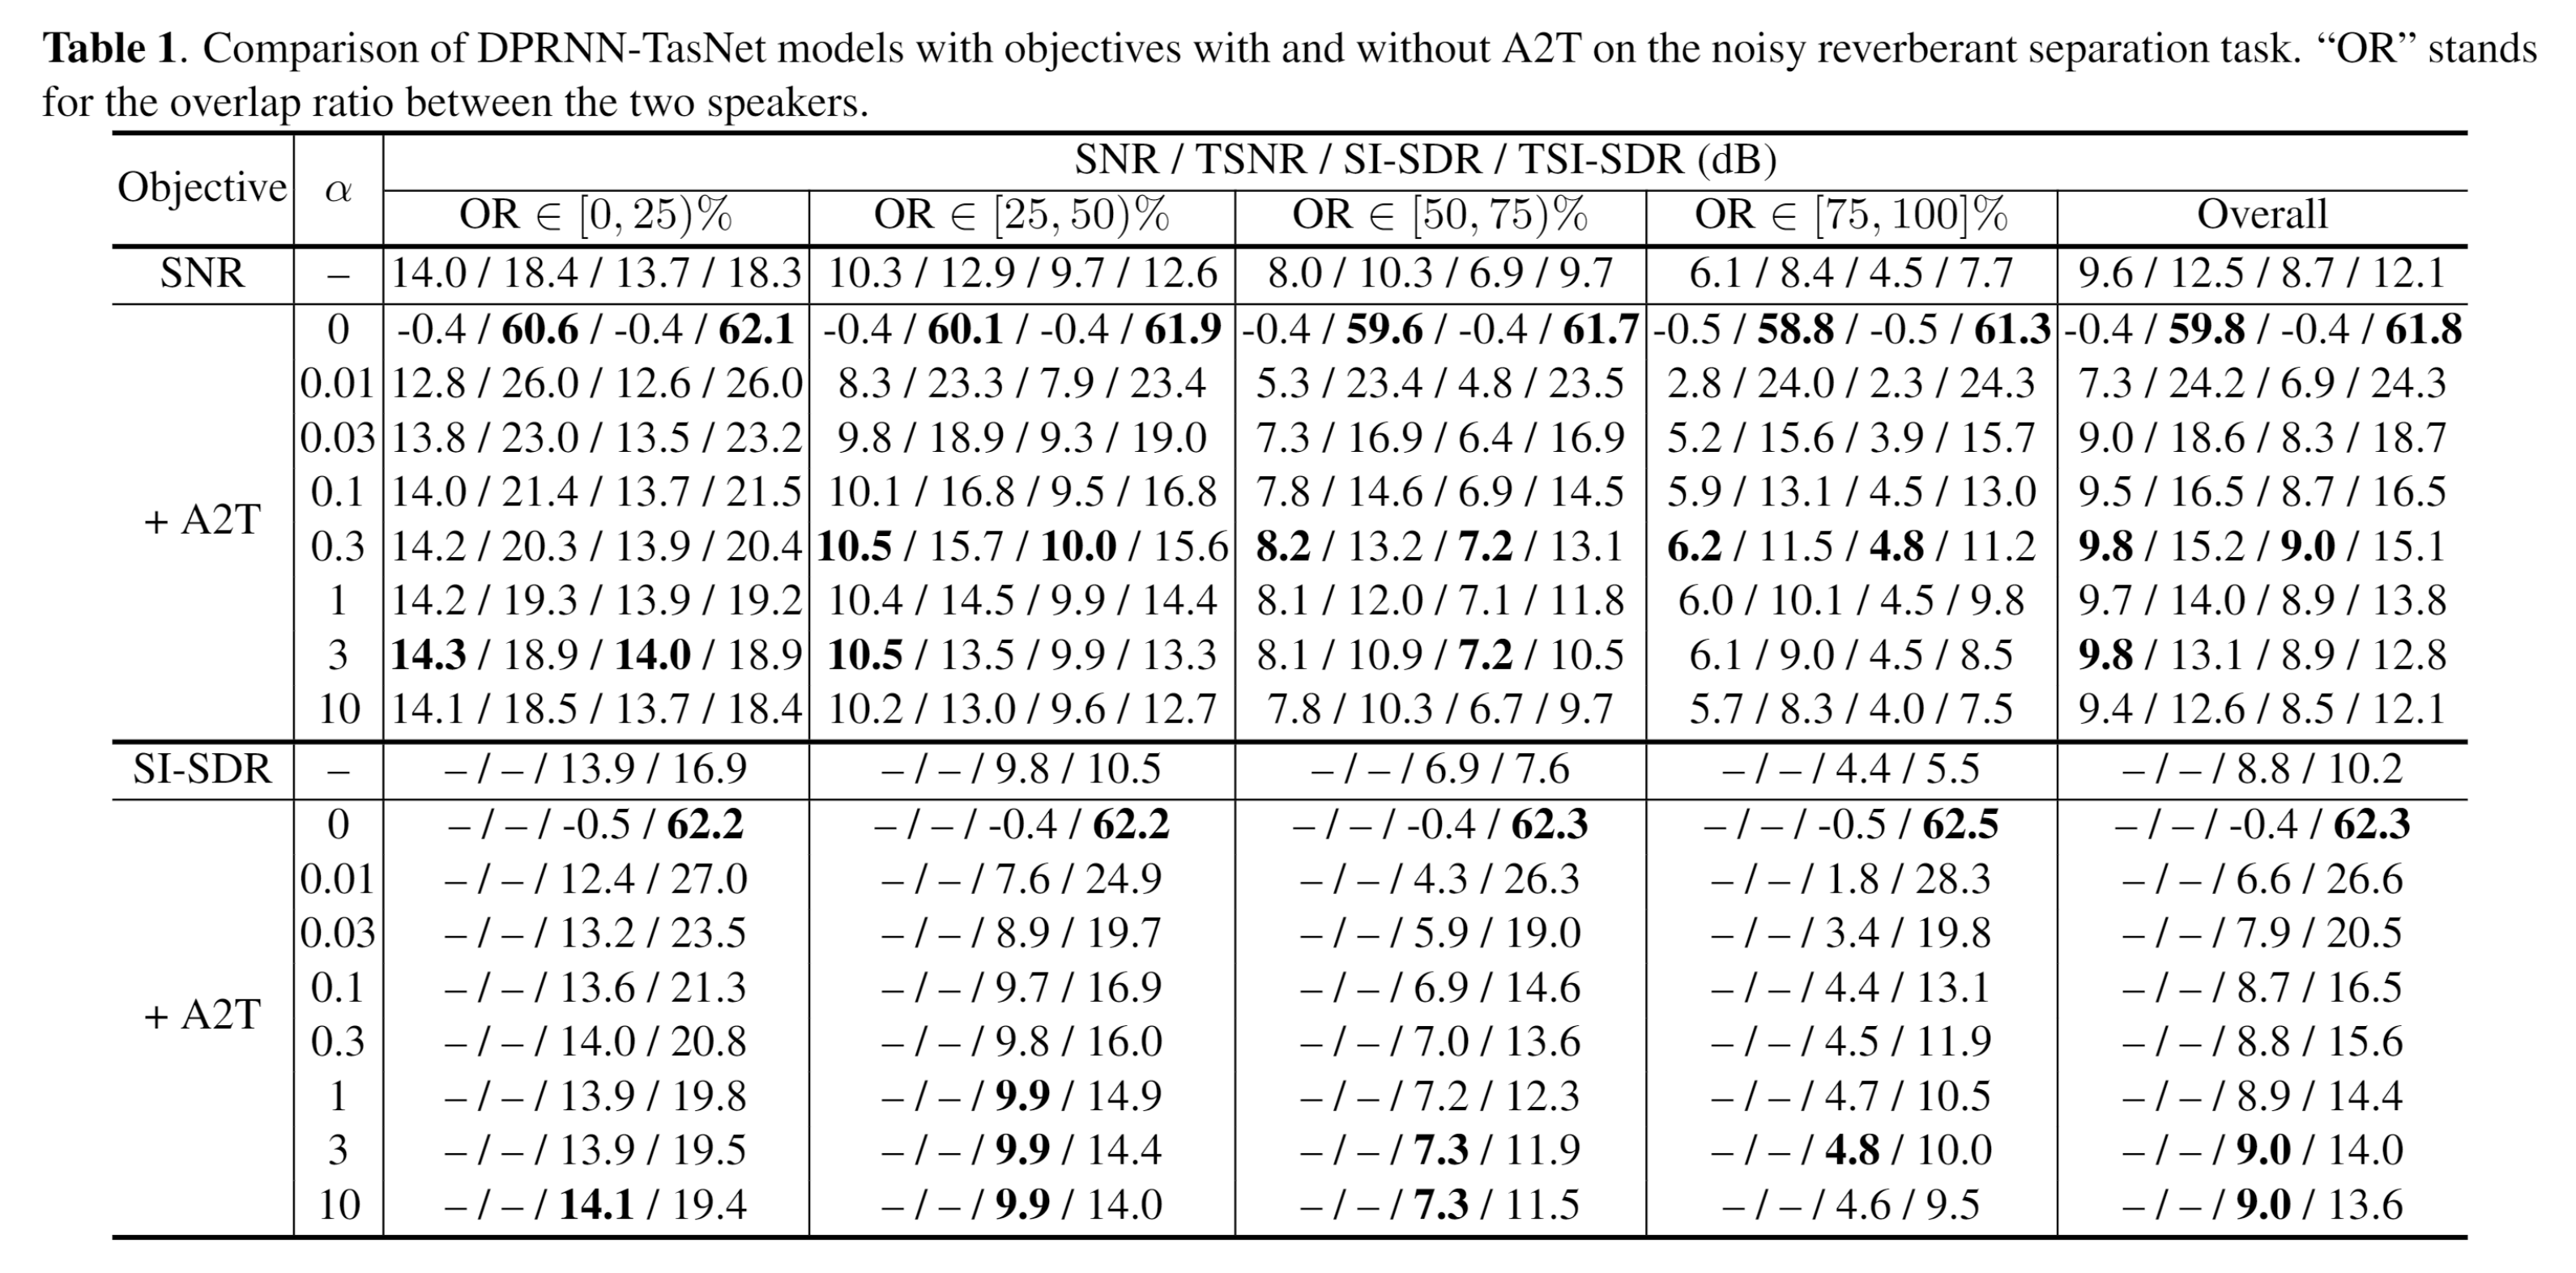 Table 1. Comparison of DPRNN-TasNet models with objectives with and without A2T on the noisy reverberant separation task. “OR” stands
for the overlap ratio between the two speakers.
Objective α SNR / TSNR / SI-SDR / TSI-SDR (dB)
OR ∈ [0, 25)% OR ∈ [25, 50)% OR ∈ [50, 75)% OR ∈ [75, 100]% Overall
SNR – 14.0 / 18.4 / 13.7 / 18.3 10.3 / 12.9 / 9.7 / 12.6 8.0 / 10.3 / 6.9 / 9.7 6.1 / 8.4 / 4.5 / 7.7 9.6 / 12.5 / 8.7 / 12.1
+ A2T
0 -0.4 / 60.6 / -0.4 / 62.1 -0.4 / 60.1 / -0.4 / 61.9 -0.4 / 59.6 / -0.4 / 61.7 -0.5 / 58.8 / -0.5 / 61.3 -0.4 / 59.8 / -0.4 / 61.8
0.01 12.8 / 26.0 / 12.6 / 26.0 8.3 / 23.3 / 7.9 / 23.4 5.3 / 23.4 / 4.8 / 23.5 2.8 / 24.0 / 2.3 / 24.3 7.3 / 24.2 / 6.9 / 24.3
0.03 13.8 / 23.0 / 13.5 / 23.2 9.8 / 18.9 / 9.3 / 19.0 7.3 / 16.9 / 6.4 / 16.9 5.2 / 15.6 / 3.9 / 15.7 9.0 / 18.6 / 8.3 / 18.7
0.1 14.0 / 21.4 / 13.7 / 21.5 10.1 / 16.8 / 9.5 / 16.8 7.8 / 14.6 / 6.9 / 14.5 5.9 / 13.1 / 4.5 / 13.0 9.5 / 16.5 / 8.7 / 16.5
0.3 14.2 / 20.3 / 13.9 / 20.4 10.5 / 15.7 / 10.0 / 15.6 8.2 / 13.2 / 7.2 / 13.1 6.2 / 11.5 / 4.8 / 11.2 9.8 / 15.2 / 9.0 / 15.1
1 14.2 / 19.3 / 13.9 / 19.2 10.4 / 14.5 / 9.9 / 14.4 8.1 / 12.0 / 7.1 / 11.8 6.0 / 10.1 / 4.5 / 9.8 9.7 / 14.0 / 8.9 / 13.8
3 14.3 / 18.9 / 14.0 / 18.9 10.5 / 13.5 / 9.9 / 13.3 8.1 / 10.9 / 7.2 / 10.5 6.1 / 9.0 / 4.5 / 8.5 9.8 / 13.1 / 8.9 / 12.8
10 14.1 / 18.5 / 13.7 / 18.4 10.2 / 13.0 / 9.6 / 12.7 7.8 / 10.3 / 6.7 / 9.7 5.7 / 8.3 / 4.0 / 7.5 9.4 / 12.6 / 8.5 / 12.1
SI-SDR – – / – / 13.9 / 16.9 – / – / 9.8 / 10.5 – / – / 6.9 / 7.6 – / – / 4.4 / 5.5 – / – / 8.8 / 10.2
+ A2T
0 – / – / -0.5 / 62.2 – / – / -0.4 / 62.2 – / – / -0.4 / 62.3 – / – / -0.5 / 62.5 – / – / -0.4 / 62.3
0.01 – / – / 12.4 / 27.0 – / – / 7.6 / 24.9 – / – / 4.3 / 26.3 – / – / 1.8 / 28.3 – / – / 6.6 / 26.6
0.03 – / – / 13.2 / 23.5 – / – / 8.9 / 19.7 – / – / 5.9 / 19.0 – / – / 3.4 / 19.8 – / – / 7.9 / 20.5
0.1 – / – / 13.6 / 21.3 – / – / 9.7 / 16.9 – / – / 6.9 / 14.6 – / – / 4.4 / 13.1 – / – / 8.7 / 16.5
0.3 – / – / 14.0 / 20.8 – / – / 9.8 / 16.0 – / – / 7.0 / 13.6 – / – / 4.5 / 11.9 – / – / 8.8 / 15.6
1 – / – / 13.9 / 19.8 – / – / 9.9 / 14.9 – / – / 7.2 / 12.3 – / – / 4.7 / 10.5 – / – / 8.9 / 14.4
3 – / – / 13.9 / 19.5 – / – / 9.9 / 14.4 – / – / 7.3 / 11.9 – / – / 4.8 / 10.0 – / – / 9.0 / 14.0
10 – / – / 14.1 / 19.4 – / – / 9.9 / 14.0 – / – / 7.3 / 11.5 – / – / 4.6 / 9.5 – / – / 9.0 / 13.6